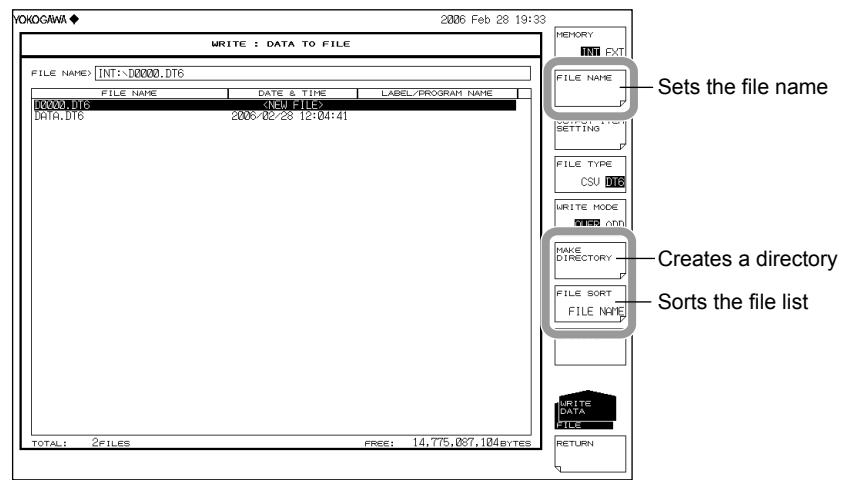 YOKOGAWA ◆
2006 Feb 28 19:33
WRITE : DATA TO FILE
FILE NAME> INT:\D0000.DT6
FILE NAME DATE & TIME LABEL/PROGRAM NAME
D0000.DT6 <NEW FILE>
DATA.DT6 2006/02/28 12:04:41
TOTAL: 2FILES FREE: 14,775,087,104BYTES
MEMORY
INT EXT
FILE NAME
SETTING
FILE TYPE
CSV DT6
WRITE MODE
OVER ADD
MAKE
DIRECTORY
FILE SORT
FILE NAME
WRITE
DATA
FILE
RETURN
Sets the file name
Creates a directory
Sorts the file list